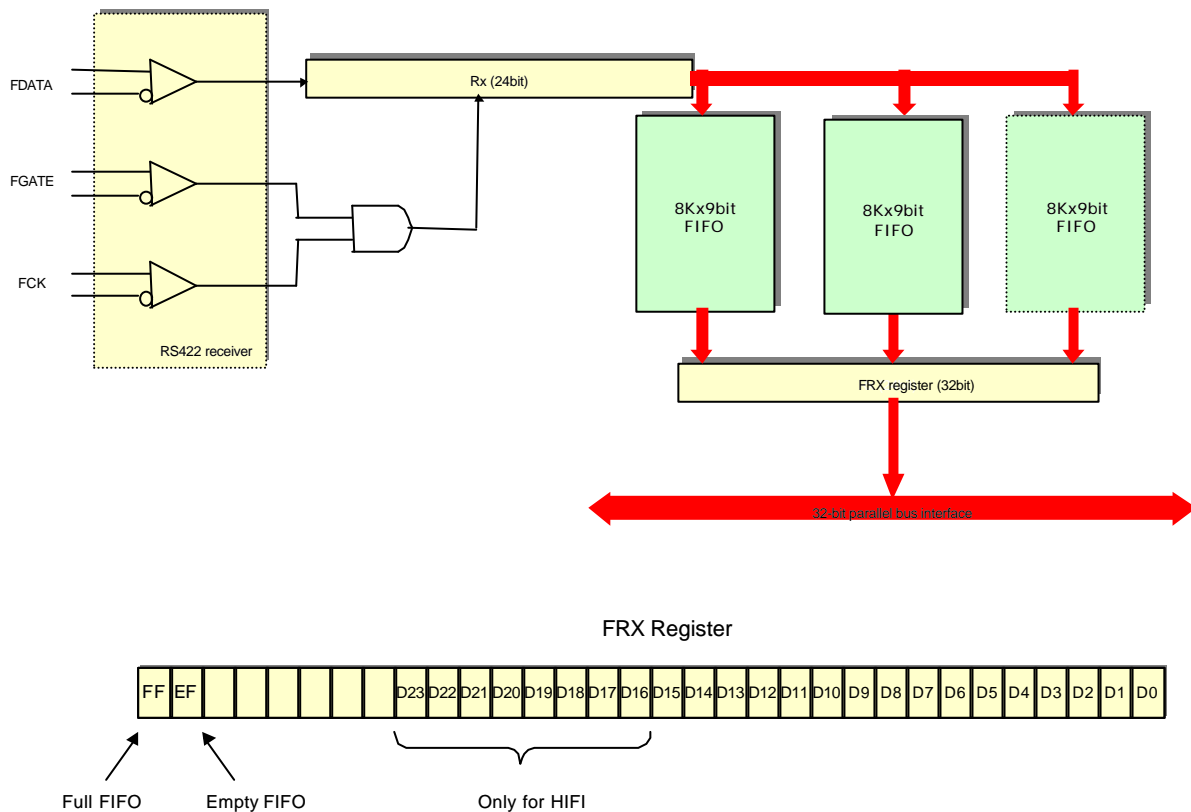 FDATA
Rx (24bit)
FGATE
8Kx9bit
FIFO
8Kx9bit
FIFO
8Kx9bit
FIFO
FCK
RS422 receiver
FRX register (32bit)
32-bit parallel bus interface
FRX Register
FF EF D23 D22 D21 D20 D19 D18 D17 D16 D15 D14 D13 D12 D11 D10 D9 D8 D7 D6 D5 D4 D3 D2 D1 D0
Full FIFO Empty FIFO Only for HIFI